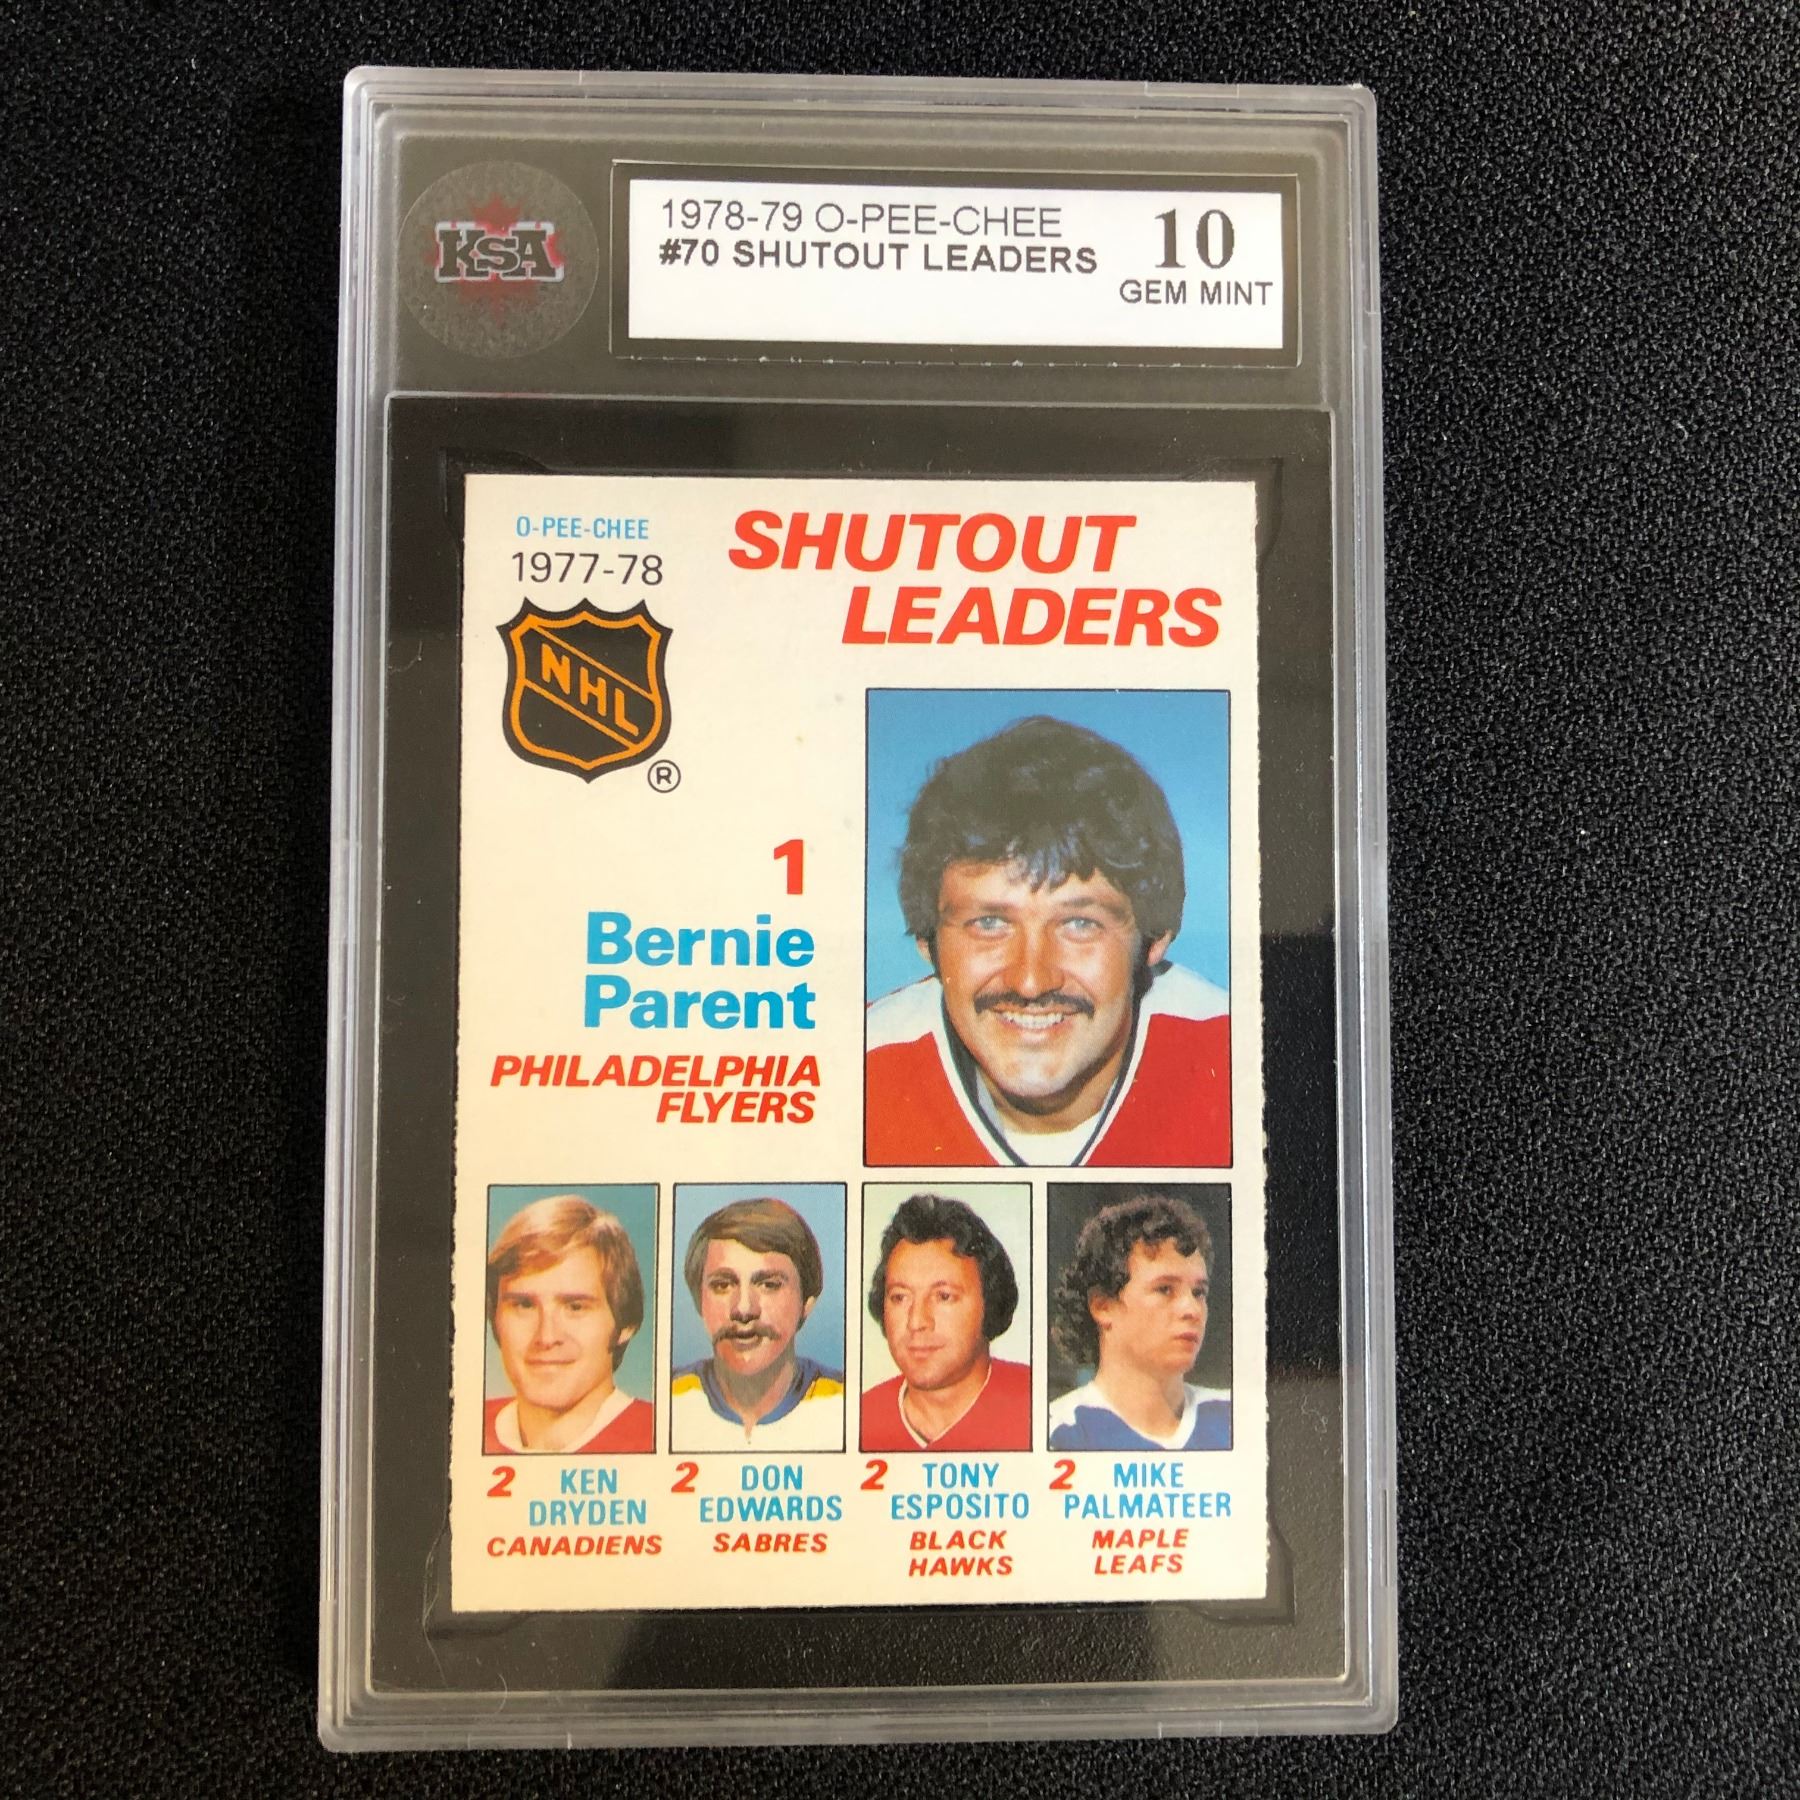 KSA
1978-79 O-PEE-CHEE
#70 SHUTOUT LEADERS
10
GEM MINT
O-PEE-CHEE
1977-78
SHUTOUT
LEADERS
NHL
®
1
Bernie
Parent
PHILADELPHIA
FLYERS
2 KEN
DRYDEN
CANADIENS
2 DON
EDWARDS
SABRES
2 TONY
ESPOSITO
BLACK
HAWKS
2 MIKE
PALMATEER
MAPLE
LEAFS